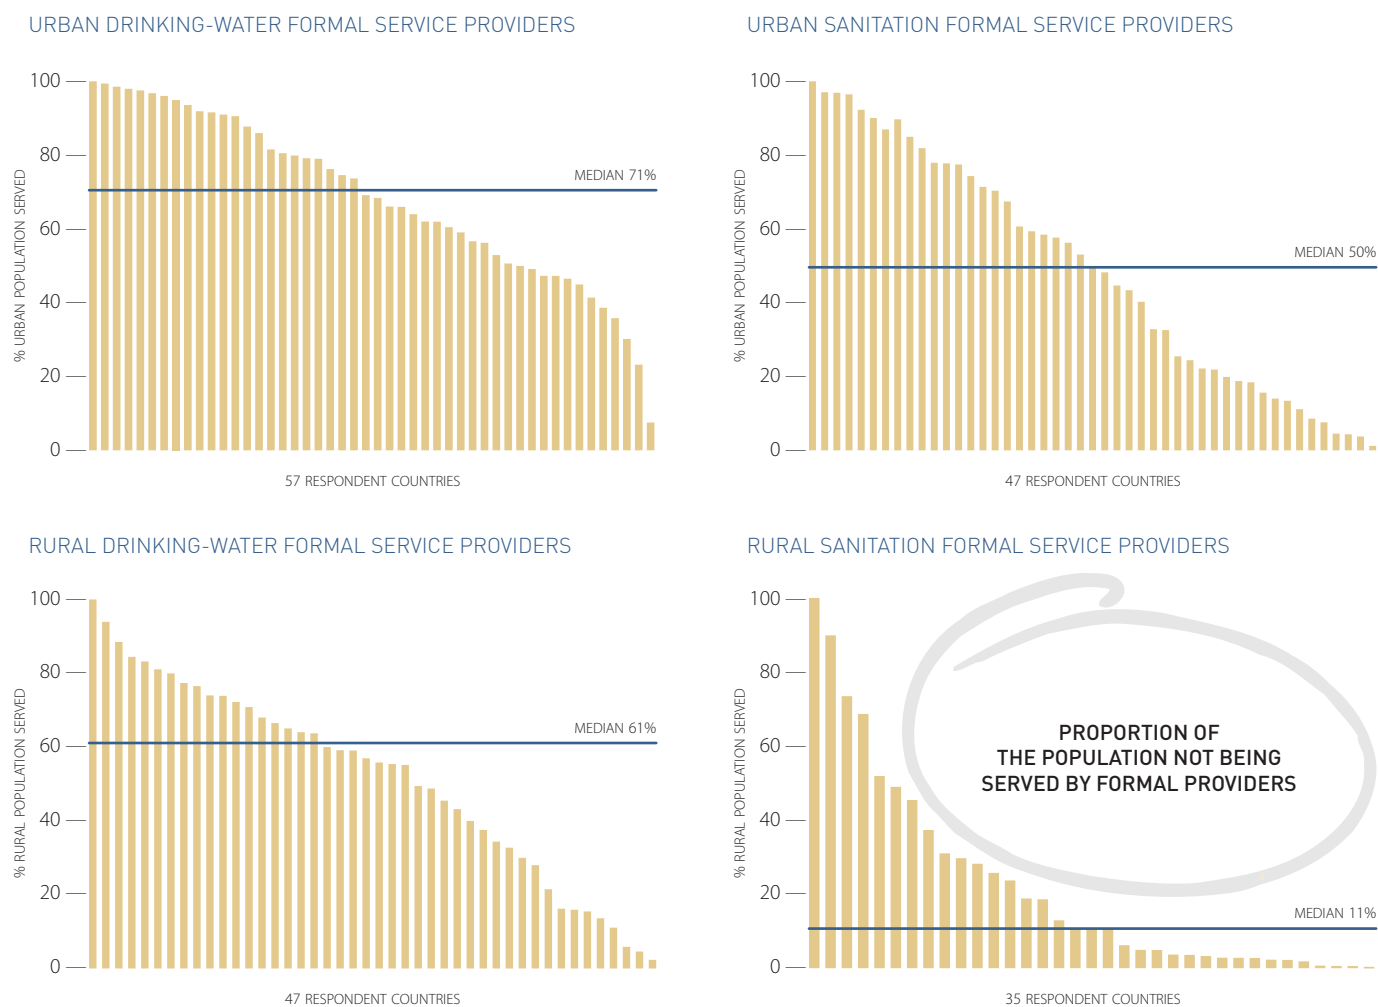 URBAN DRINKING-WATER FORMAL SERVICE PROVIDERS
% URBAN POPULATION SERVED
100
80
60
40
20
0
MEDIAN 71%
57 RESPONDENT COUNTRIES
URBAN SANITATION FORMAL SERVICE PROVIDERS
% URBAN POPULATION SERVED
100
80
60
40
20
0
MEDIAN 50%
47 RESPONDENT COUNTRIES
RURAL DRINKING-WATER FORMAL SERVICE PROVIDERS
% RURAL POPULATION SERVED
100
80
60
40
20
0
MEDIAN 61%
47 RESPONDENT COUNTRIES
RURAL SANITATION FORMAL SERVICE PROVIDERS
% RURAL POPULATION SERVED
100
80
60
40
20
0
PROPORTION OF
THE POPULATION NOT BEING
SERVED BY FORMAL PROVIDERS
MEDIAN 11%
35 RESPONDENT COUNTRIES